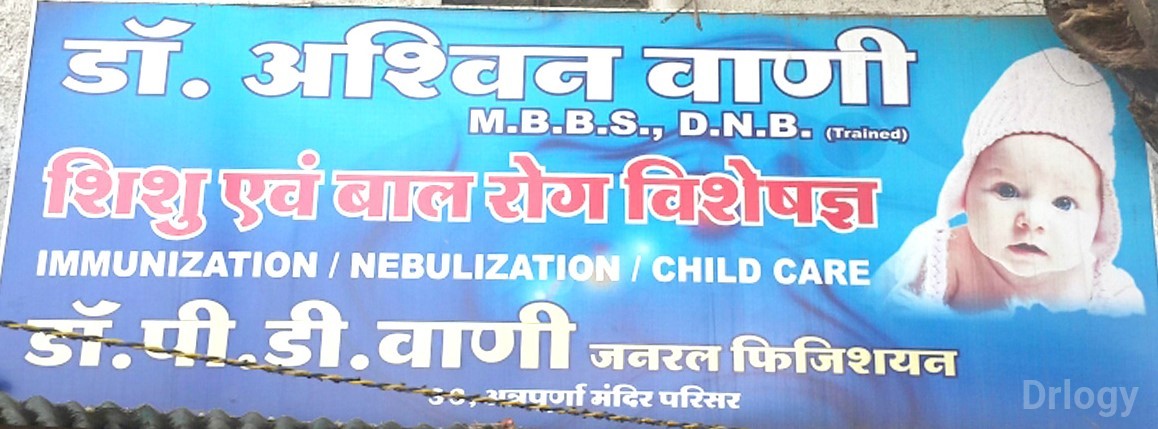 डॉ. अश्विन वाणी
M.B.B.S., D.N.B. (Trained)
शिशु एवं बाल रोग विशेषज्ञ
IMMUNIZATION / NEBULIZATION / CHILD CARE
डॉ.पी.डी.वाणी जनरल फिजिशयन
अन्नपूर्णा मंदिर परिसर
Drlogy